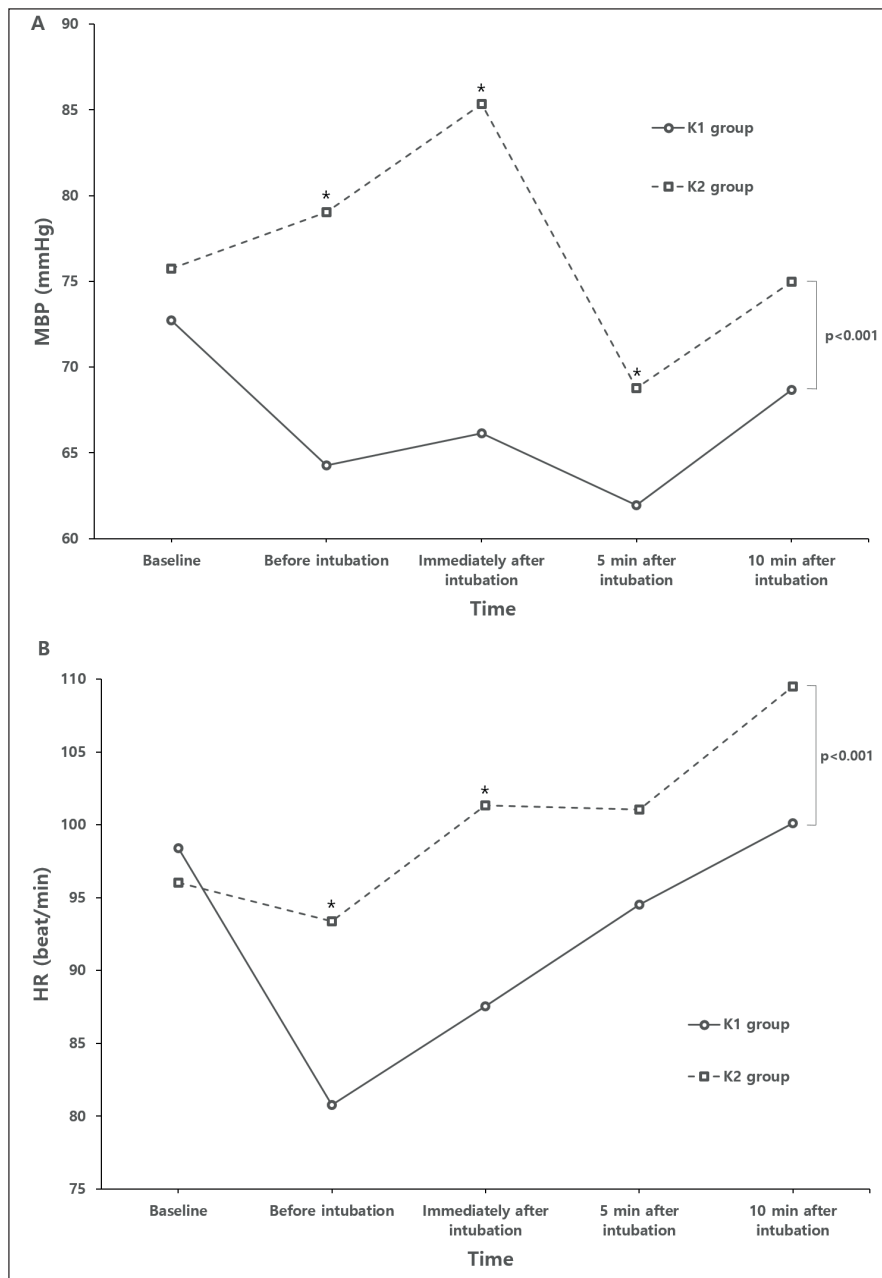 A
90
85
80
75
70
65
60
MBP (mmHg)
*
*
*
K1 group
K2 group
p<0.001
Baseline
Before intubation
Immediately after
intubation
5 min after
intubation
10 min after
intubation
Time
B
110
105
100
95
90
85
80
75
HR (beat/min)
*
*
p<0.001
K1 group
K2 group
Baseline
Before intubation
Immediately after
intubation
5 min after
intubation
10 min after
intubation
Time